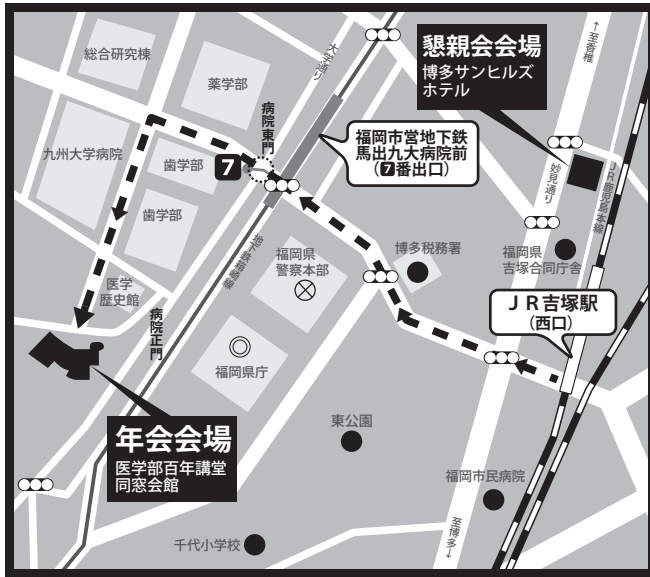 総合研究棟
薬学部
大学通り
懇親会会場
博多サンヒルズ
ホテル
↑至香椎
病院東門
九州大学病院
歯学部
7
福岡市営地下鉄
馬出九大病院前
(7番出口)
妙見通り
JR鹿児島本線
歯学部
地下鉄箱崎線
福岡県
警察本部
博多税務署
福岡県
吉塚合同庁舎
医学
歴史館
病院正門
JR吉塚駅
(西口)
福岡県庁
年会会場
医学部百年講堂
同窓会館
東公園
福岡市民病院
至博多↓
千代小学校